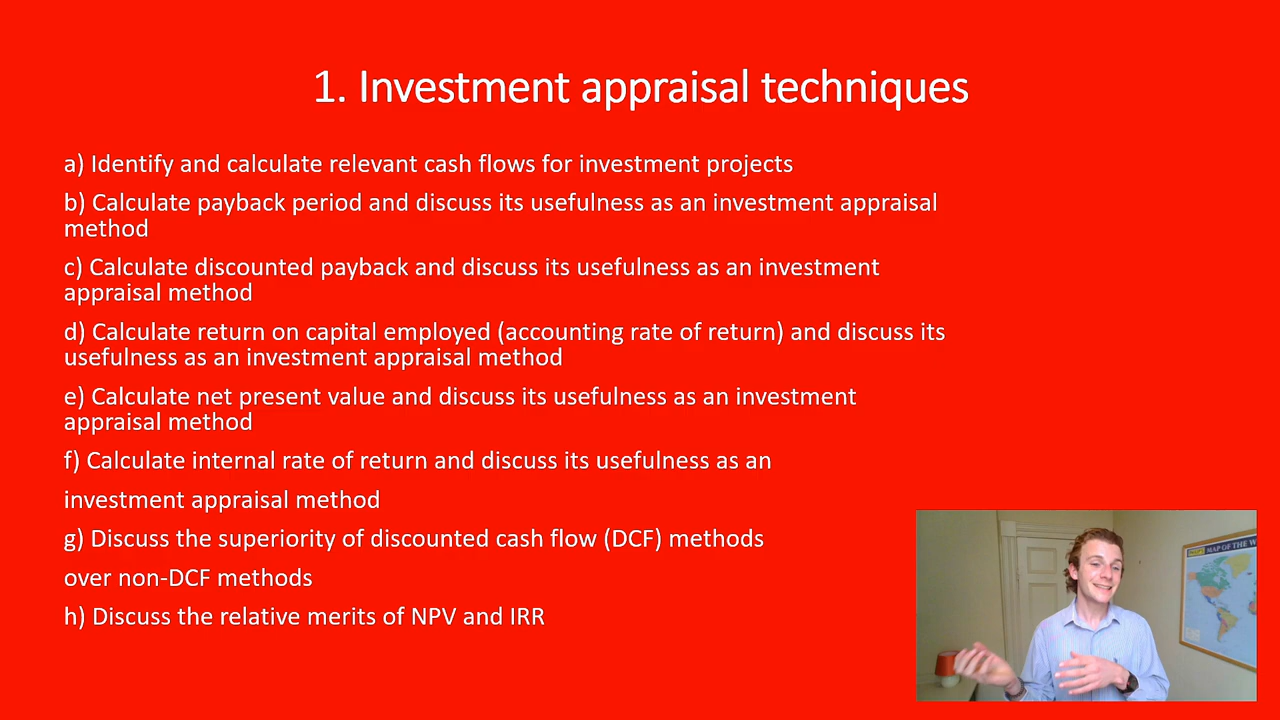 1. Investment appraisal techniques
a) Identify and calculate relevant cash flows for investment projects
b) Calculate payback period and discuss its usefulness as an investment appraisal
method
c) Calculate discounted payback and discuss its usefulness as an investment
appraisal method
d) Calculate return on capital employed (accounting rate of return) and discuss its
usefulness as an investment appraisal method
e) Calculate net present value and discuss its usefulness as an investment
appraisal method
f) Calculate internal rate of return and discuss its usefulness as an
investment appraisal method
g) Discuss the superiority of discounted cash flow (DCF) methods
over non-DCF methods
h) Discuss the relative merits of NPV and IRR
MAP OF THE W